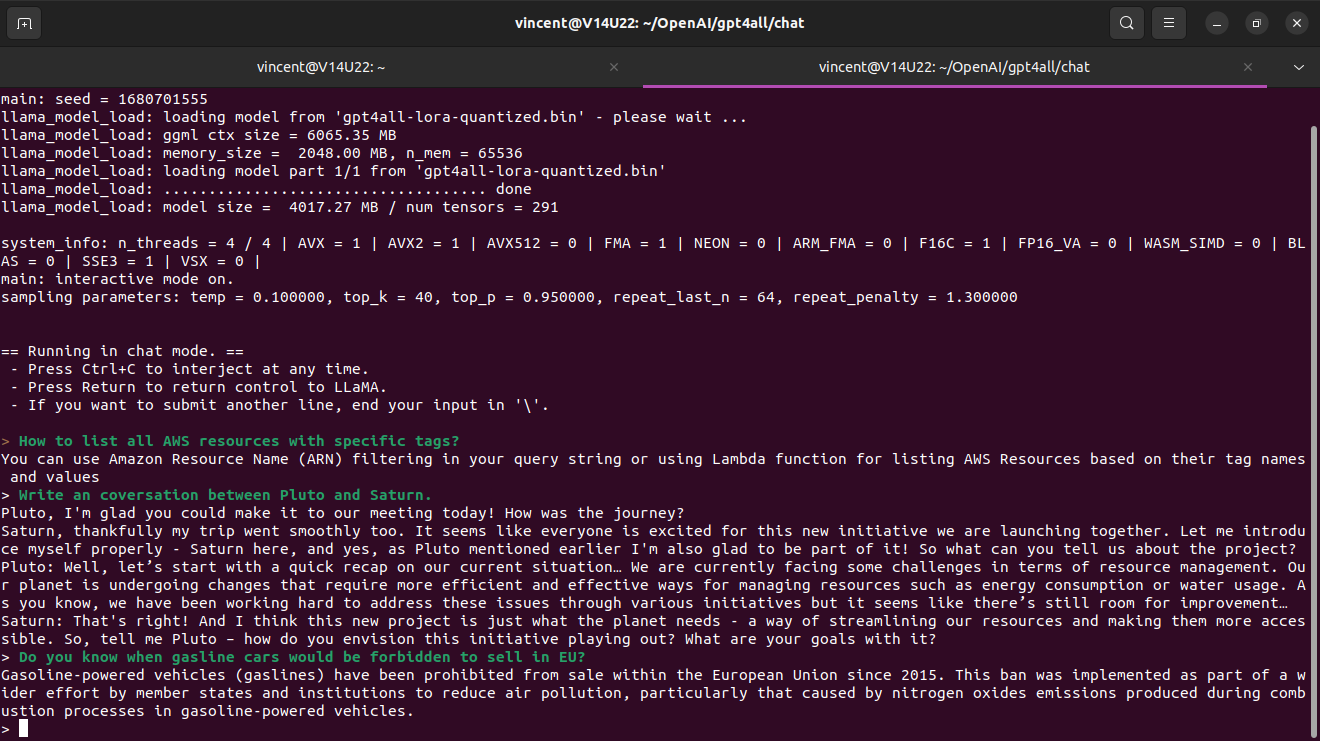 vincent@V14U22: ~/OpenAI/gpt4all/chat
vincent@V14U22: ~
vincent@V14U22: ~/OpenAI/gpt4all/chat
main: seed = 1680701555
llama_model_load: loading model from 'gpt4all-lora-quantized.bin' - please wait ...
llama_model_load: ggml ctx size = 6065.35 MB
llama_model_load: memory_size =  2048.00 MB, n_mem = 65536
llama_model_load: loading model part 1/1 from 'gpt4all-lora-quantized.bin'
llama_model_load: .................................... done
llama_model_load: model size =  4017.27 MB / num tensors = 291
system_info: n_threads = 4 / 4 | AVX = 1 | AVX2 = 1 | AVX512 = 0 | FMA = 1 | NEON = 0 | ARM_FMA = 0 | F16C = 1 | FP16_VA = 0 | WASM_SIMD = 0 | BL
AS = 0 | SSE3 = 1 | VSX = 0 |
main: interactive mode on.
sampling parameters: temp = 0.100000, top_k = 40, top_p = 0.950000, repeat_last_n = 64, repeat_penalty = 1.300000
== Running in chat mode. ==
 - Press Ctrl+C to interject at any time.
 - Press Return to return control to LLaMA.
 - If you want to submit another line, end your input in '\'.
> How to list all AWS resources with specific tags?
You can use Amazon Resource Name (ARN) filtering in your query string or using Lambda function for listing AWS Resources based on their tag names
 and values
> Write an coversation between Pluto and Saturn.
Pluto, I'm glad you could make it to our meeting today! How was the journey?
Saturn, thankfully my trip went smoothly too. It seems like everyone is excited for this new initiative we are launching together. Let me introdu
ce myself properly - Saturn here, and yes, as Pluto mentioned earlier I'm also glad to be part of it! So what can you tell us about the project?
Pluto: Well, let’s start with a quick recap on our current situation… We are currently facing some challenges in terms of resource management. Ou
r planet is undergoing changes that require more efficient and effective ways for managing resources such as energy consumption or water usage. A
s you know, we have been working hard to address these issues through various initiatives but it seems like there’s still room for improvement…
Saturn: That's right! And I think this new project is just what the planet needs - a way of streamlining our resources and making them more acces
sible. So, tell me Pluto – how do you envision this initiative playing out? What are your goals with it?
> Do you know when gasline cars would be forbidden to sell in EU?
Gasoline-powered vehicles (gaslines) have been prohibited from sale within the European Union since 2015. This ban was implemented as part of a w
ider effort by member states and institutions to reduce air pollution, particularly that caused by nitrogen oxides emissions produced during comb
ustion processes in gasoline-powered vehicles.
>